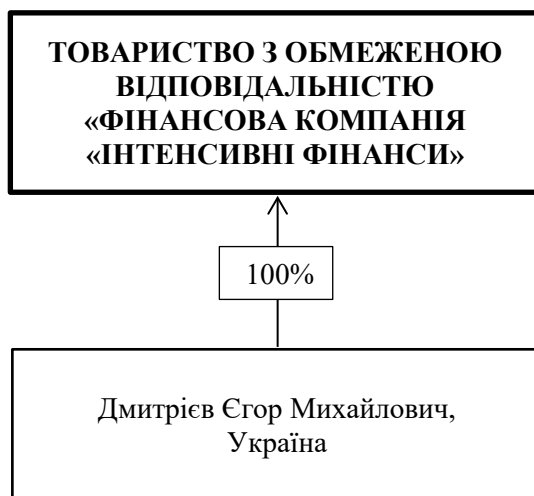 ТОВАРИСТВО З ОБМЕЖЕНОЮ
ВІДПОВІДАЛЬНІСТЮ
«ФІНАНСОВА КОМПАНІЯ
«ІНТЕНСИВНІ ФІНАНСИ»
100%
Дмитрієв Єгор Михайлович,
Україна